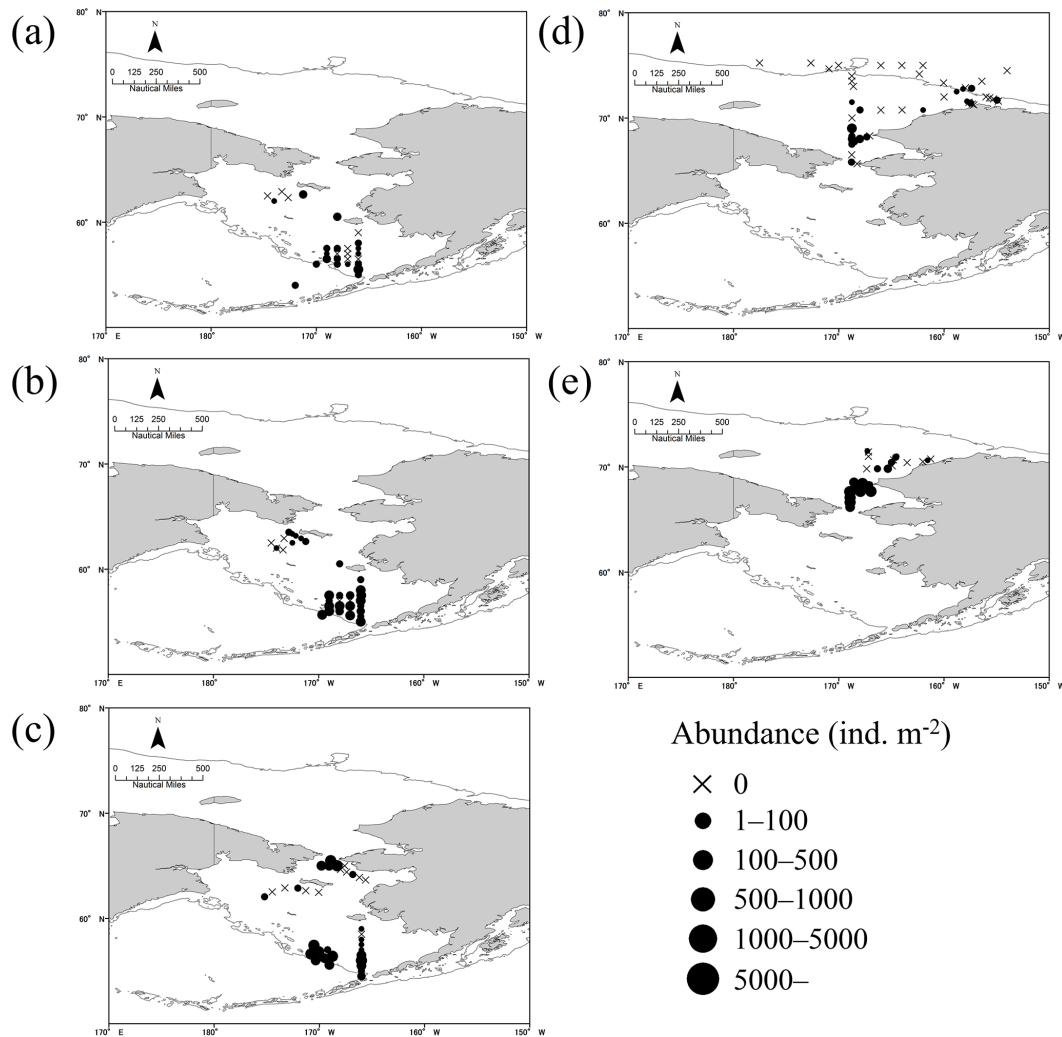 (a)
80° N
N
0 125 250 500
Nautical Miles
70°
60°
170° E 180° 170° 160° 150° W
(b)
80° N
N
0 125 250 500
Nautical Miles
70°
60°
170° E 180° 170° 160° 150° W
(c)
80° N
N
0 125 250 500
Nautical Miles
70°
60°
170° E 180° 170° 160° 150° W
(d)
80° N
N
0 125 250 500
Nautical Miles
70°
60°
170° E 180° 170° 160° 150° W
(e)
80° N
N
0 125 250 500
Nautical Miles
70°
60°
170° E 180° 170° 160° 150° W
Abundance (ind. m-2)
0
1–100
100–500
500–1000
1000–5000
5000–